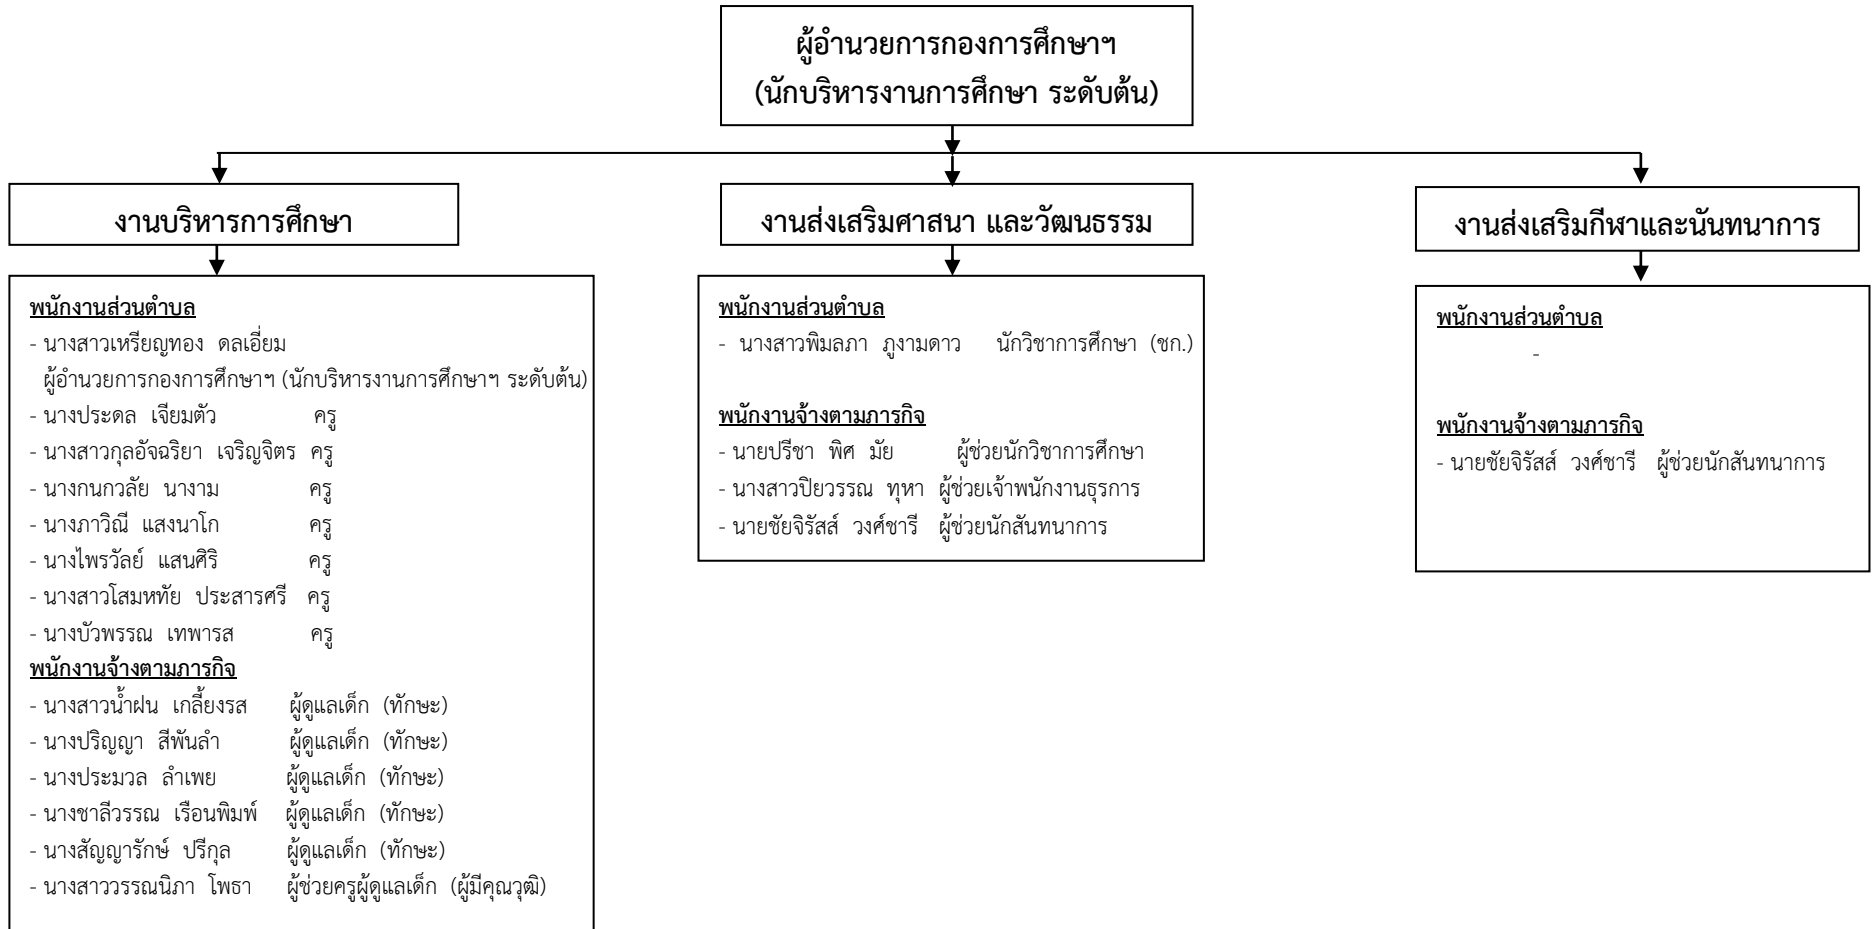 ผู้อำนวยการกองการศึกษาฯ
(นักบริหารงานการศึกษา ระดับต้น)
งานบริหารการศึกษา
พนักงานส่วนตำบล
- นางสาวเหรียญทอง ดลเอี่ยม
ผู้อำนวยการกองการศึกษาฯ (นักบริหารงานการศึกษาฯ ระดับต้น)
- นางประดล เจียมตัว ครู
- นางสาวกุลอัจฉริยา เจริญจิตร ครู
- นางกนกวลัย นางาม ครู
- นางภาวิณี แสงนาโก ครู
- นางไพรวัลย์ แสนศิริ ครู
- นางสาวโสมหทัย ประสารศรี ครู
- นางบัวพรรณ เทพารส ครู
พนักงานจ้างตามภารกิจ
- นางสาวน้ำฝน เกลี้ยงรส ผู้ดูแลเด็ก (ทักษะ)
- นางปริญญา สีพันลำ ผู้ดูแลเด็ก (ทักษะ)
- นางประมวล ลำเพย ผู้ดูแลเด็ก (ทักษะ)
- นางชาลีวรรณ เรือนพิมพ์ ผู้ดูแลเด็ก (ทักษะ)
- นางสัญญารักษ์ ปรีกุล ผู้ดูแลเด็ก (ทักษะ)
- นางสาววรรณนิภา โพธา ผู้ช่วยครูผู้ดูแลเด็ก (ผู้มีคุณวุฒิ)
งานส่งเสริมศาสนา และวัฒนธรรม
พนักงานส่วนตำบล
- นางสาวพิมลภา ภูงามดาว นักวิชาการศึกษา (ชก.)
พนักงานจ้างตามภารกิจ
- นายปรีชา พิศ มัย ผู้ช่วยนักวิชาการศึกษา
- นางสาวปิยวรรณ ทุหา ผู้ช่วยเจ้าพนักงานธุรการ
- นายชัยจิรัสส์ วงศ์ชารี ผู้ช่วยนักสันทนาการ
งานส่งเสริมกีฬาและนันทนาการ
พนักงานส่วนตำบล
-
พนักงานจ้างตามภารกิจ
- นายชัยจิรัสส์ วงศ์ชารี ผู้ช่วยนักสันทนาการ